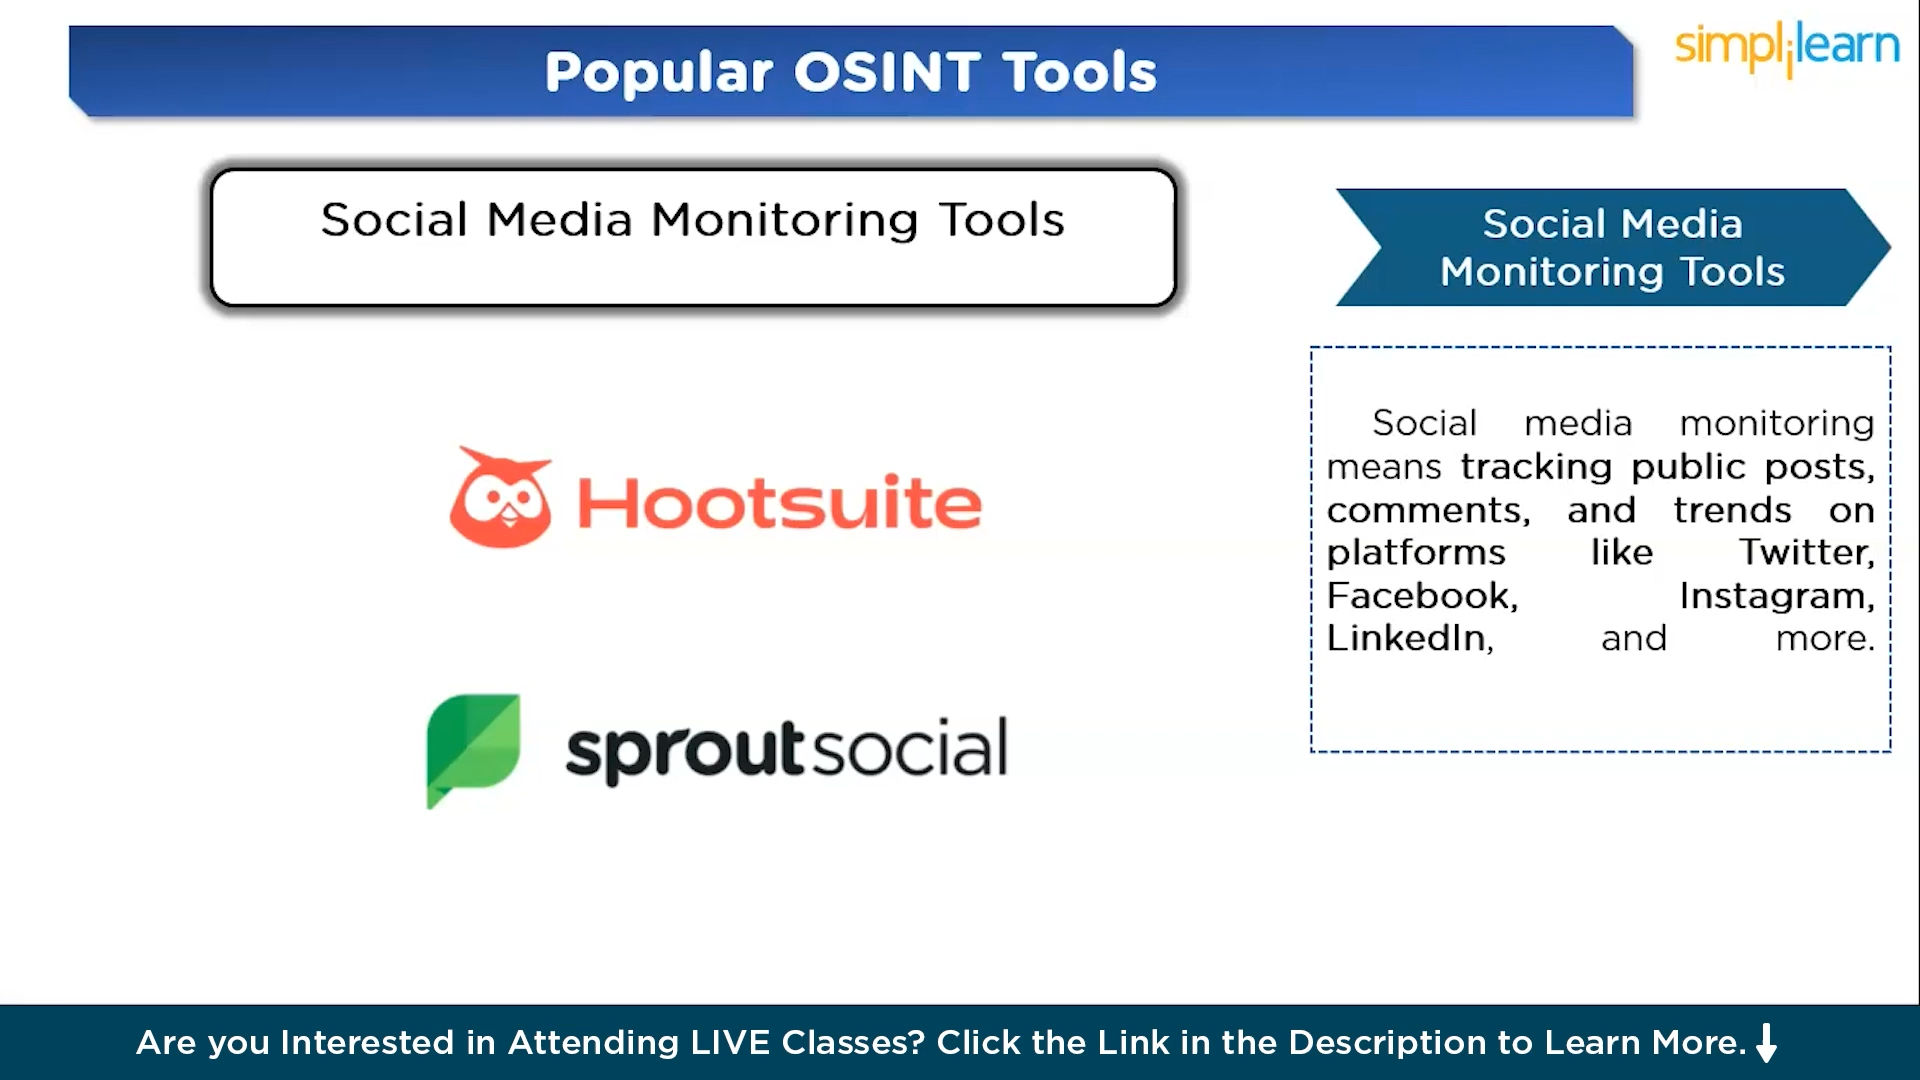 Popular OSINT Tools
simplilearn
Social Media Monitoring Tools
Hootsuite
sproutsocial
Social Media
Monitoring Tools
Social media monitoring
means tracking public posts,
comments, and trends on
platforms like Twitter,
Facebook, Instagram,
LinkedIn, and more.
Are you Interested in Attending LIVE Classes? Click the Link in the Description to Learn More.